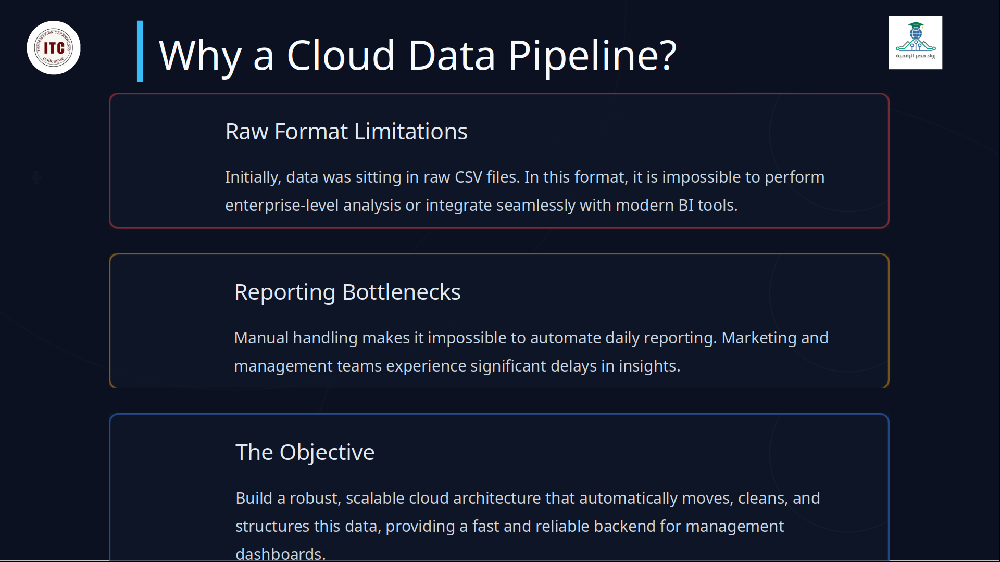 INFORMATION TECHNOLOGY
ITC
colleague
Why a Cloud Data Pipeline?
رواد مصر الرقمية
Raw Format Limitations
Initially, data was sitting in raw CSV files. In this format, it is impossible to perform
enterprise-level analysis or integrate seamlessly with modern BI tools.
Reporting Bottlenecks
Manual handling makes it impossible to automate daily reporting. Marketing and
management teams experience significant delays in insights.
The Objective
Build a robust, scalable cloud architecture that automatically moves, cleans, and
structures this data, providing a fast and reliable backend for management
dashboards.